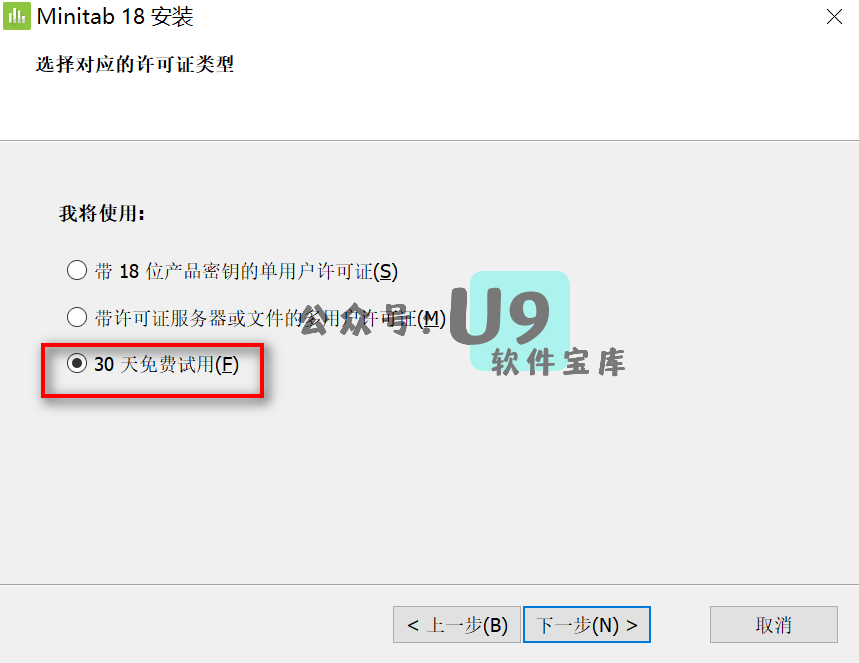 Minitab 18 安装
选择对应的许可证类型
我将使用:
带 18 位产品密钥的单用户许可证(S)
带许可证服务器或文件的多用户许可证(M)
公众号: U9
30 天免费试用(F)
软件宝库
< 上一步(B)
下一步(N) >
取消